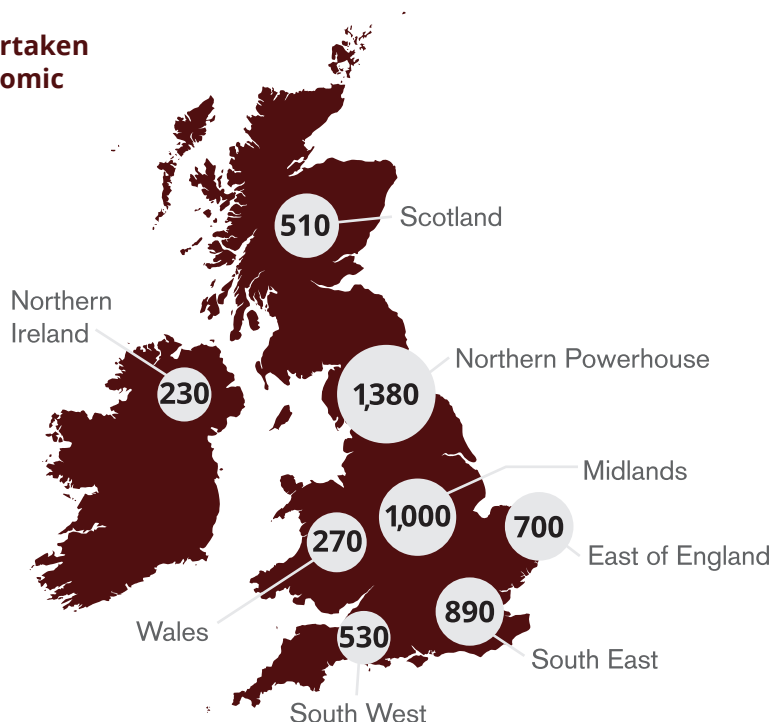 rtaken
omic
510
Scotland
Northern
Ireland
230
Northern Powerhouse
1,380
Midlands
1,000
700
270
East of England
890
Wales
530
South East
South West